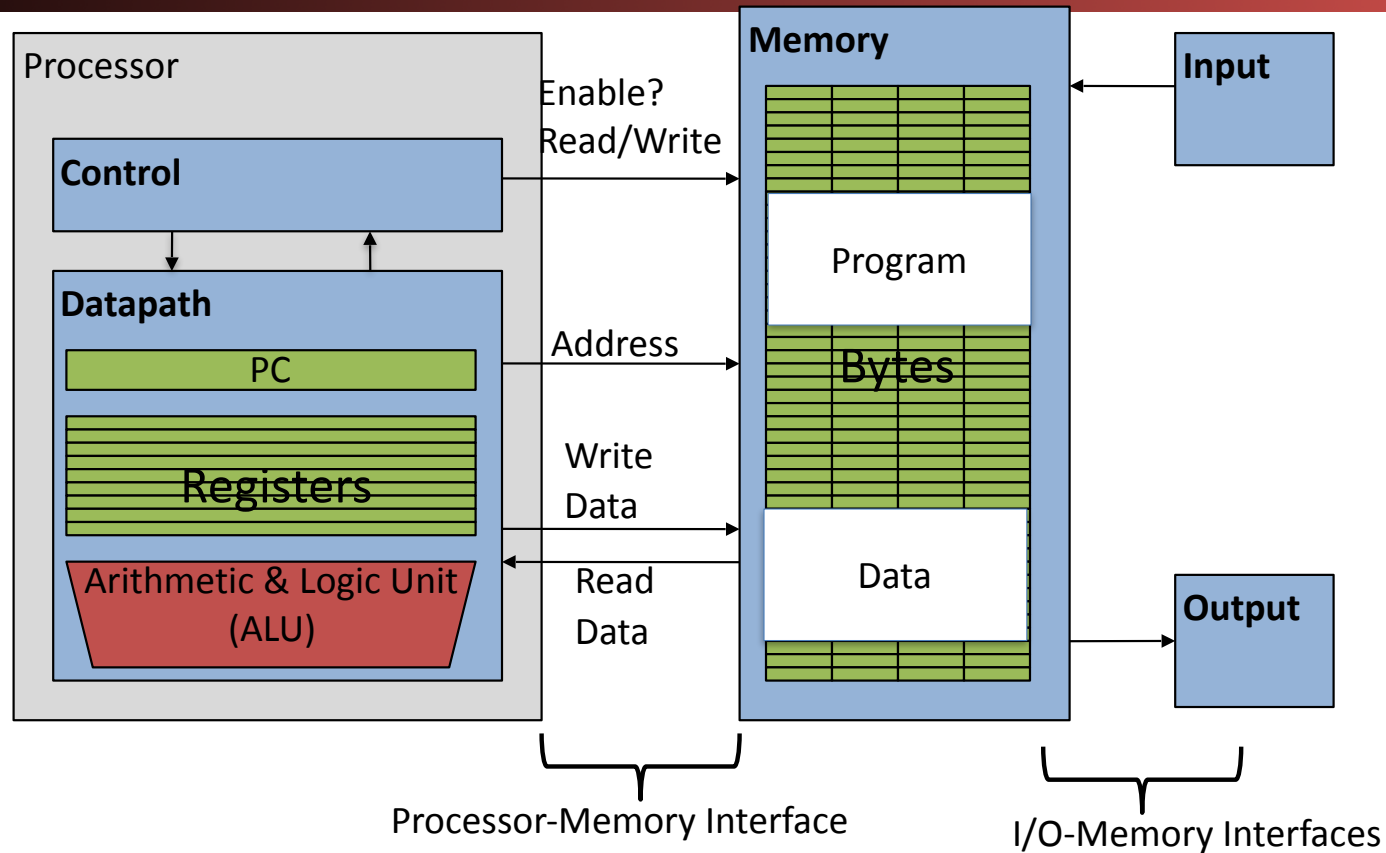 Processor
Control
Datapath
PC
Registers
Arithmetic & Logic Unit
(ALU)
Enable?
Read/Write
Address
Write
Data
Read
Data
Memory
Program
Bytes
Data
Input
Output
Processor-Memory Interface
I/O-Memory Interfaces